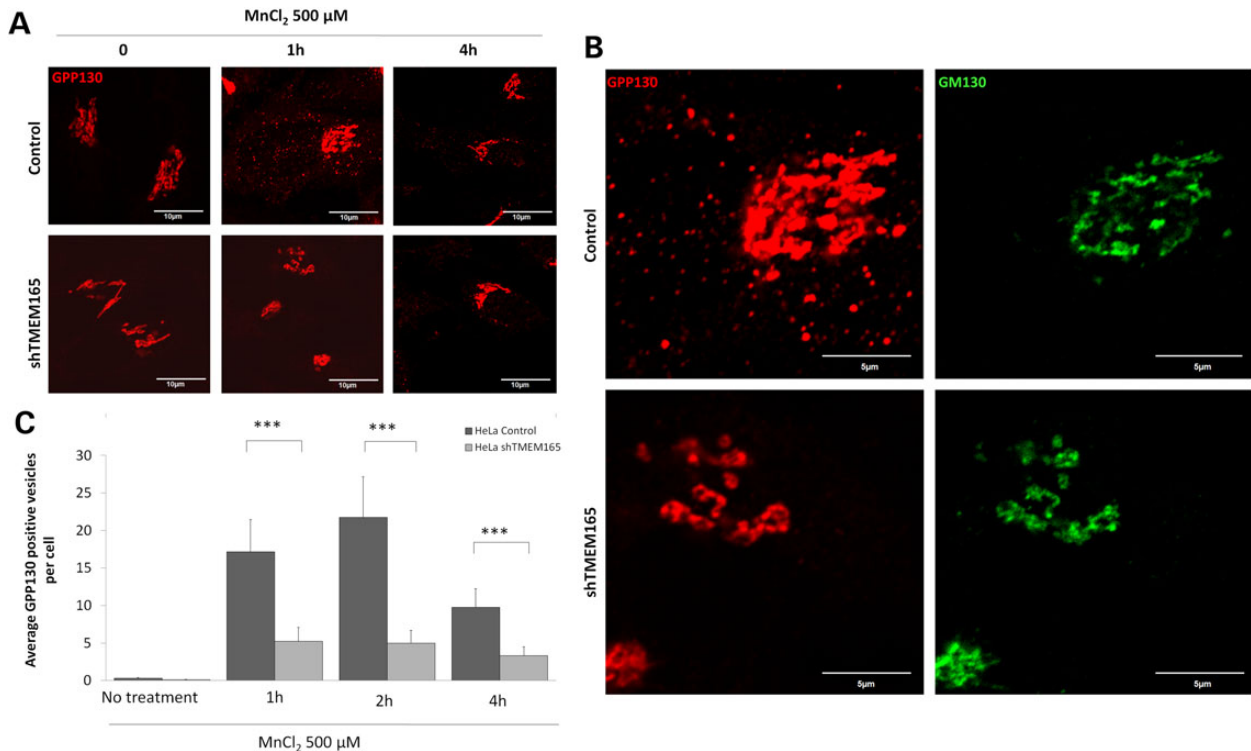 A
MnCl₂ 500 µM
0 1h 4h
GPP130
Control
10µm 10µm 10µm
shTMEM165
10µm 10µm 10µm
B
GPP130 GM130
Control
5µm 5µm
shTMEM165
5µm 5µm
C
*** *** ***
HeLa Control
HeLa shTMEM165
Average GPP130 positive vesicles
per cell
35
30
25
20
15
10
5
0
No treatment 1h 2h 4h
MnCl₂ 500 µM